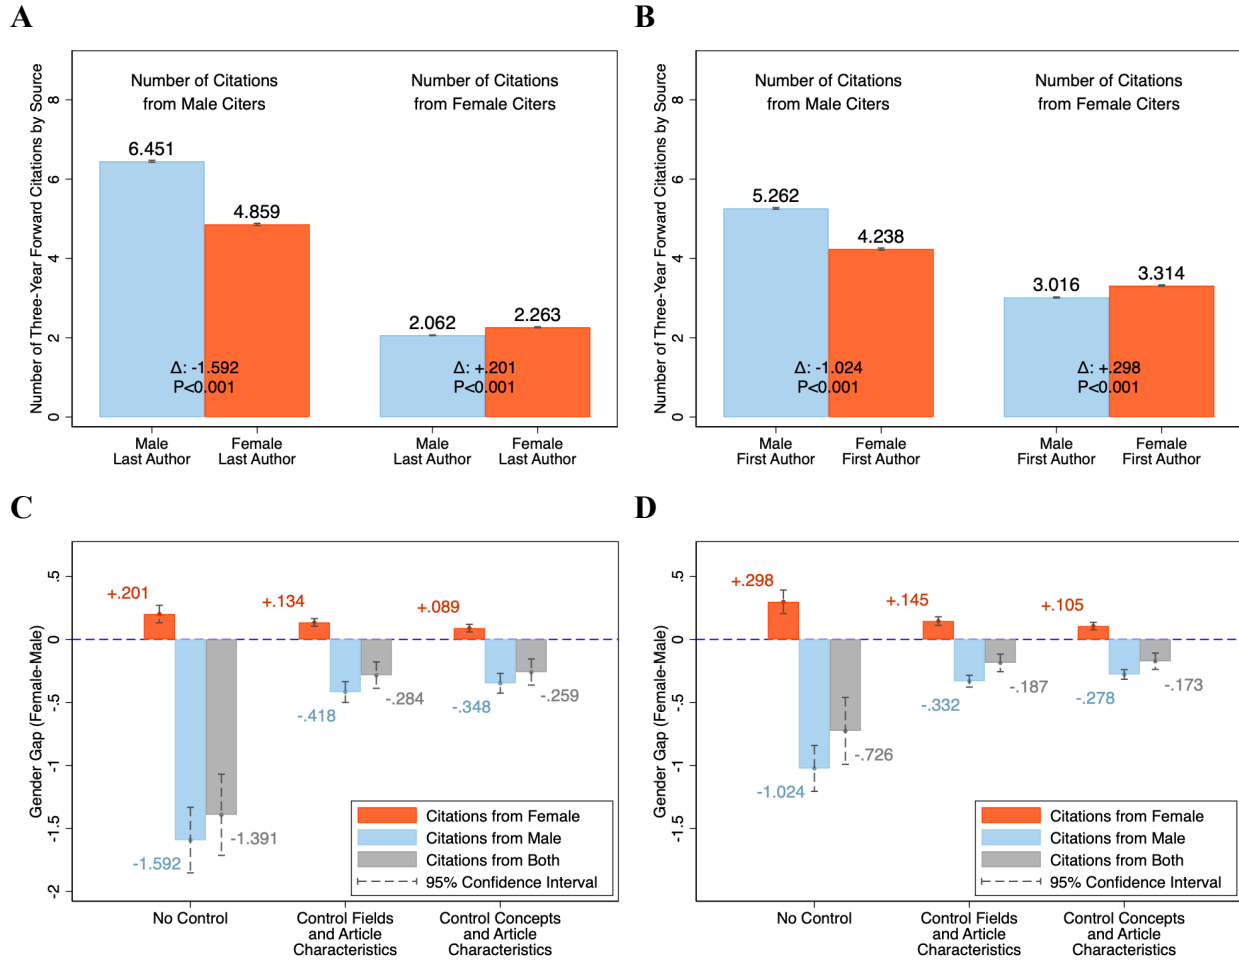 A
Number of Three-Year Forward Citations by Source
0
2
4
6
8
Number of Citations
from Male Citers
Number of Citations
from Female Citers
6.451
4.859
2.062
2.263
Δ: -1.592
P<0.001
Δ: +.201
P<0.001
Male
Last Author
Female
Last Author
Male
Last Author
Female
Last Author
B
Number of Three-Year Forward Citations by Source
0
2
4
6
8
Number of Citations
from Male Citers
Number of Citations
from Female Citers
5.262
4.238
3.016
3.314
Δ: -1.024
P<0.001
Δ: +.298
P<0.001
Male
First Author
Female
First Author
Male
First Author
Female
First Author
C
Gender Gap (Female-Male)
.5
0
-.5
-1
-1.5
-2
+.201
-1.592
-1.391
+.134
-.418
-.284
+.089
-.348
-.259
Citations from Female
Citations from Male
Citations from Both
95% Confidence Interval
No Control
Control Fields
and Article
Characteristics
Control Concepts
and Article
Characteristics
D
Gender Gap (Female-Male)
.5
0
-.5
-1
-1.5
+.298
-1.024
-.726
+.145
-.332
-.187
+.105
-.278
-.173
Citations from Female
Citations from Male
Citations from Both
95% Confidence Interval
No Control
Control Fields
and Article
Characteristics
Control Concepts
and Article
Characteristics